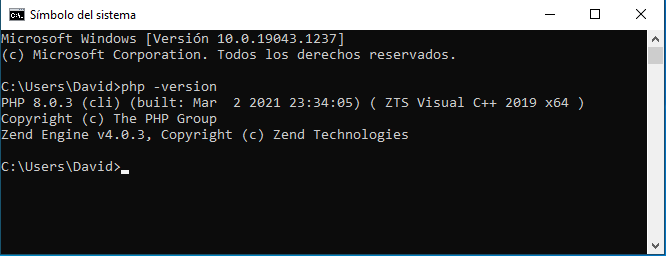 Símbolo del sistema
Microsoft Windows [Versión 10.0.19043.1237]
(c) Microsoft Corporation. Todos los derechos reservados.
C:\Users\David>php -version
PHP 8.0.3 (cli) (built: Mar  2 2021 23:34:05) ( ZTS Visual C++ 2019 x64 )
Copyright (c) The PHP Group
Zend Engine v4.0.3, Copyright (c) Zend Technologies
C:\Users\David>